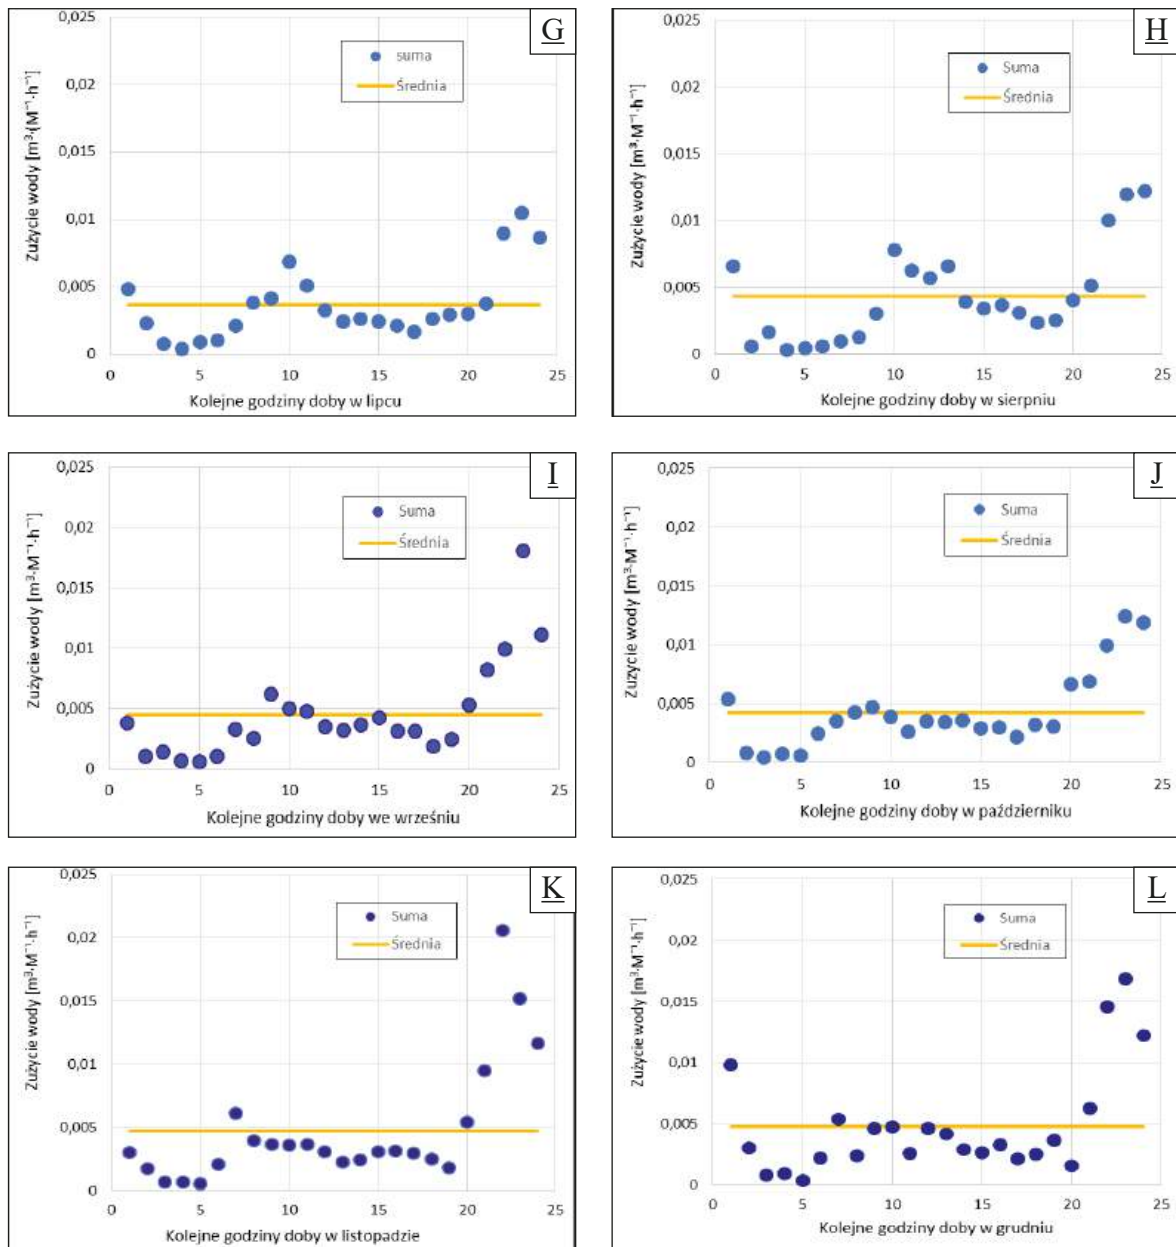 G
0,025
0,02
0,015
0,01
0,005
0
suma
Średnia
Zużycie wody [m³·(M⁻¹·h⁻¹]
0 5 10 15 20 25
Kolejne godziny doby w lipcu
H
0,025
0,02
0,015
0,01
0,005
0
Suma
Średnia
Zużycie wody [m³·M⁻¹·h⁻¹]
0 5 10 15 20 25
Kolejne godziny doby w sierpniu
I
0,025
0,02
0,015
0,01
0,005
0
Suma
Średnia
Zużycie wody [m³·M⁻¹·h⁻¹]
0 5 10 15 20 25
Kolejne godziny doby we wrześniu
J
0,025
0,02
0,015
0,01
0,005
0
Suma
Średnia
Zużycie wody [m³·M⁻¹·h⁻¹]
0 5 10 15 20 25
Kolejne godziny doby w październiku
K
0,025
0,02
0,015
0,01
0,005
0
Suma
Średnia
Zużycie wody [m³·M⁻¹·h⁻¹]
0 5 10 15 20 25
Kolejne godziny doby w listopadzie
L
0,025
0,02
0,015
0,01
0,005
0
Suma
Średnia
Zużycie wody [m³·M⁻¹·h⁻¹]
0 5 10 15 20 25
Kolejne godziny doby w grudniu